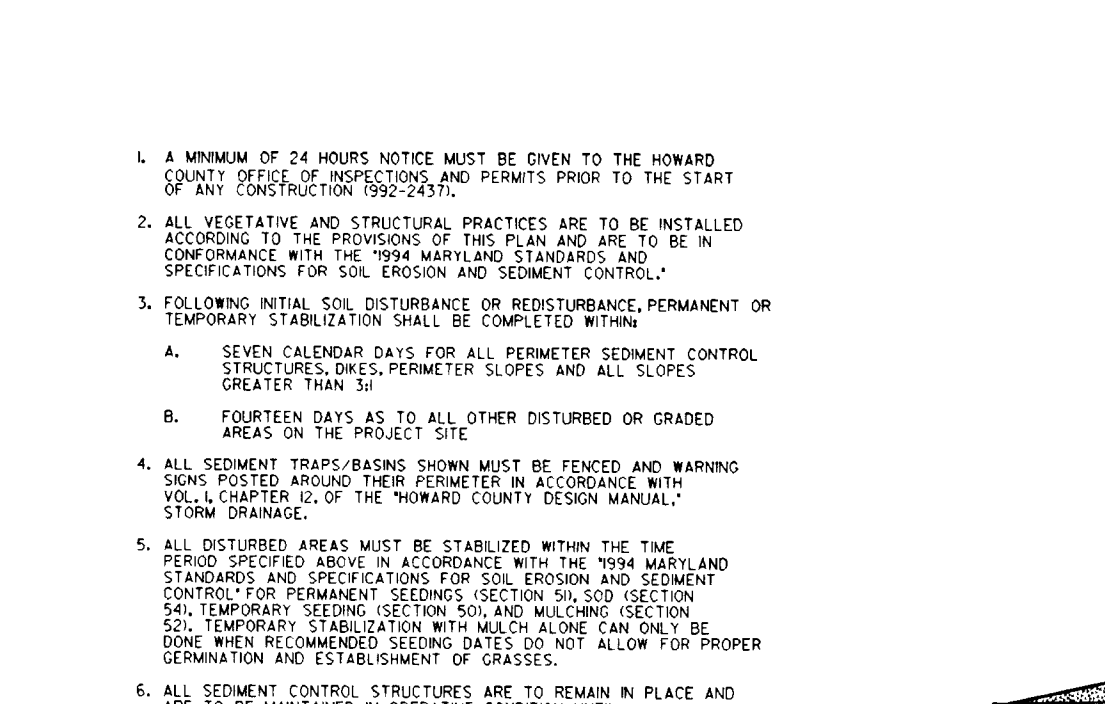 1. A MINIMUM OF 24 HOURS NOTICE MUST BE GIVEN TO THE HOWARD
COUNTY OFFICE OF INSPECTIONS AND PERMITS PRIOR TO THE START
OF ANY CONSTRUCTION (992-2437).
2. ALL VEGETATIVE AND STRUCTURAL PRACTICES ARE TO BE INSTALLED
ACCORDING TO THE PROVISIONS OF THIS PLAN AND ARE TO BE IN
CONFORMANCE WITH THE "1994 MARYLAND STANDARDS AND
SPECIFICATIONS FOR SOIL EROSION AND SEDIMENT CONTROL."
3. FOLLOWING INITIAL SOIL DISTURBANCE OR REDISTURBANCE, PERMANENT OR
TEMPORARY STABILIZATION SHALL BE COMPLETED WITHIN:
A. SEVEN CALENDAR DAYS FOR ALL PERIMETER SEDIMENT CONTROL
STRUCTURES, DIKES, PERIMETER SLOPES AND ALL SLOPES
GREATER THAN 3:1
B. FOURTEEN DAYS AS TO ALL OTHER DISTURBED OR GRADED
AREAS ON THE PROJECT SITE
4. ALL SEDIMENT TRAPS/BASINS SHOWN MUST BE FENCED AND WARNING
SIGNS POSTED AROUND THEIR PERIMETER IN ACCORDANCE WITH
VOL. 1, CHAPTER 12, OF THE "HOWARD COUNTY DESIGN MANUAL,"
STORM DRAINAGE.
5. ALL DISTURBED AREAS MUST BE STABILIZED WITHIN THE TIME
PERIOD SPECIFIED ABOVE IN ACCORDANCE WITH THE "1994 MARYLAND
STANDARDS AND SPECIFICATIONS FOR SOIL EROSION AND SEDIMENT
CONTROL" FOR PERMANENT SEEDINGS (SECTION 51), SOD (SECTION
54), TEMPORARY SEEDING (SECTION 50), AND MULCHING (SECTION
52). TEMPORARY STABILIZATION WITH MULCH ALONE CAN ONLY BE
DONE WHEN RECOMMENDED SEEDING DATES DO NOT ALLOW FOR PROPER
GERMINATION AND ESTABLISHMENT OF GRASSES.
6. ALL SEDIMENT CONTROL STRUCTURES ARE TO REMAIN IN PLACE AND
ARE TO BE MAINTAINED IN OPERATIVE CONDITION UNTIL